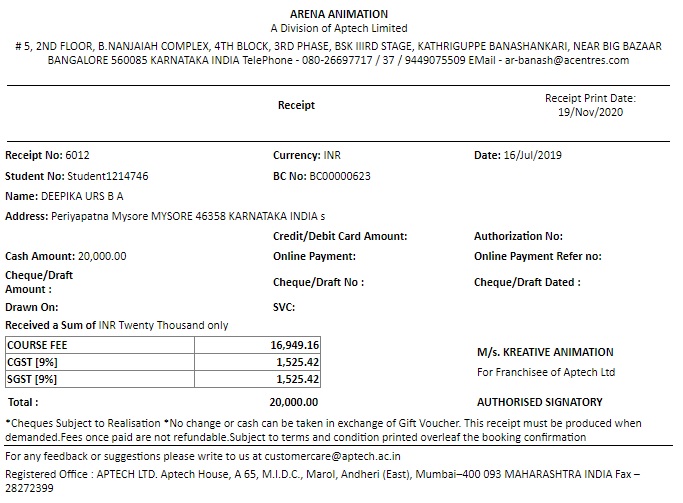 ARENA ANIMATION
A Division of Aptech Limited
# 5, 2ND FLOOR, B.NANJAIAH COMPLEX, 4TH BLOCK, 3RD PHASE, BSK IIIRD STAGE, KATHRIGUPPE BANASHANKARI, NEAR BIG BAZAAR
BANGALORE 560085 KARNATAKA INDIA TelePhone - 080-26697717 / 37 / 9449075509 EMail - ar-banash@acentres.com
Receipt
Receipt Print Date:
19/Nov/2020
Receipt No: 6012 Currency: INR Date: 16/Jul/2019
Student No: Student1214746 BC No: BC00000623
Name: DEEPIKA URS B A
Address: Periyapatna Mysore MYSORE 46358 KARNATAKA INDIA s
Credit/Debit Card Amount: Authorization No:
Cash Amount: 20,000.00 Online Payment: Online Payment Refer no:
Cheque/Draft
Amount : Cheque/Draft No : Cheque/Draft Dated :
Drawn On: SVC:
Received a Sum of INR Twenty Thousand only
COURSE FEE 16,949.16
CGST [9%] 1,525.42
SGST [9%] 1,525.42
M/s. KREATIVE ANIMATION
For Franchisee of Aptech Ltd
Total : 20,000.00 AUTHORISED SIGNATORY
*Cheques Subject to Realisation *No change or cash can be taken in exchange of Gift Voucher. This receipt must be produced when
demanded.Fees once paid are not refundable.Subject to terms and condition printed overleaf the booking confirmation
For any feedback or suggestions please write to us at customercare@aptech.ac.in
Registered Office : APTECH LTD. Aptech House, A 65, M.I.D.C., Marol, Andheri (East), Mumbai–400 093 MAHARASHTRA INDIA Fax –
28272399